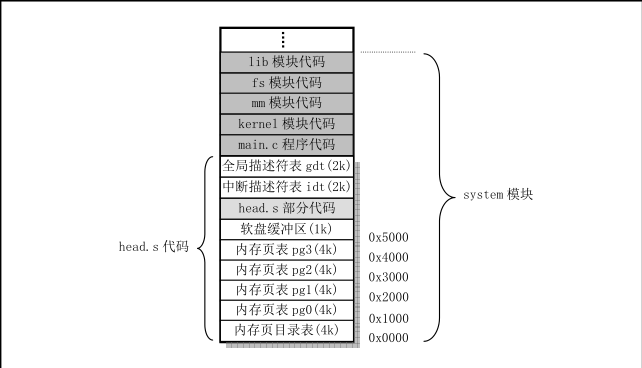 ⋮
lib 模块代码
fs 模块代码
mm 模块代码
kernel 模块代码
main.c 程序代码
全局描述符表 gdt(2k)
中断描述符表 idt(2k)
head.s 部分代码
system 模块
软盘缓冲区(1k)
0x5000
head.s 代码
内存页表 pg3(4k)
0x4000
内存页表 pg2(4k)
0x3000
内存页表 pg1(4k)
0x2000
内存页表 pg0(4k)
0x1000
内存页目录表(4k)
0x0000